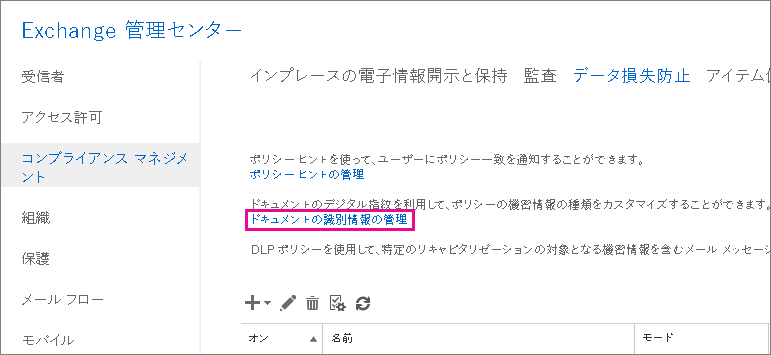 Exchange 管理センター
受信者
アクセス許可
コンプライアンス マネジメ
ント
組織
保護
メール フロー
モバイル
インプレースの電子情報開示と保持 監査 データ損失防止 アイテム
ポリシー ヒントを使って、ユーザーにポリシー一致を通知することができます。
ポリシー ヒントの管理
ドキュメントのデジタル指紋を利用して、ポリシーの機密情報の種類をカスタマイズすることができます。
ドキュメントの識別情報の管理
DLP ポリシーを使用して、特定のリキャピタリゼーションの対象となる機密情報を含むメール メッセージ
オン 名前 モード